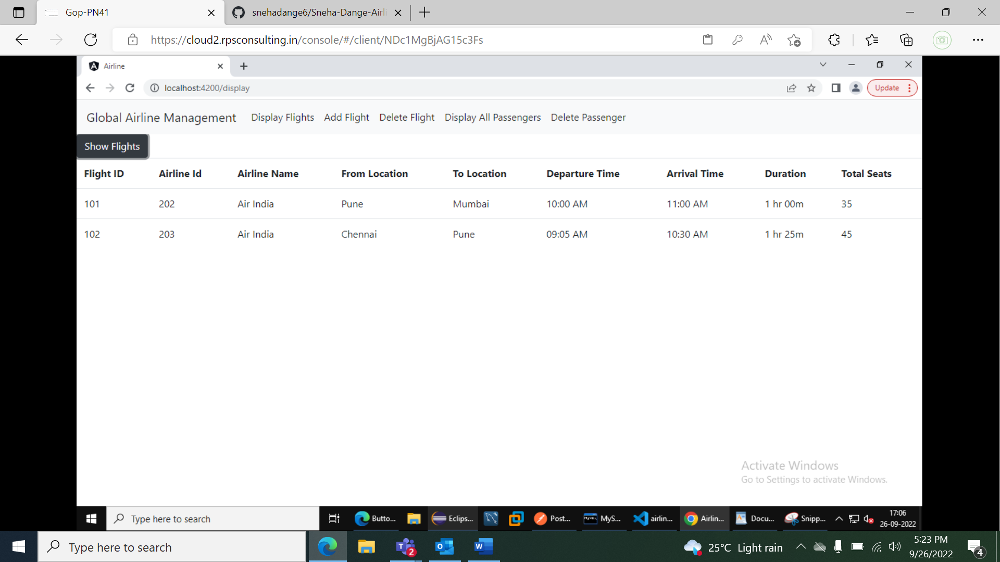 Gop-PN41
snehadange6/Sneha-Dange-Airli
https://cloud2.rpsconsulting.in/console/#/client/NDc1MgBjAG15c3Fs
Airline
localhost:4200/display
Update
Global Airline Management Display Flights Add Flight Delete Flight Display All Passengers Delete Passenger
Show Flights
Flight ID Airline Id Airline Name From Location To Location Departure Time Arrival Time Duration Total Seats
101 202 Air India Pune Mumbai 10:00 AM 11:00 AM 1 hr 00m 35
102 203 Air India Chennai Pune 09:05 AM 10:30 AM 1 hr 25m 45
Activate Windows
Go to Settings to activate Windows.
Type here to search Butto... Eclips... Post... MyS... airlin... Airlin... Docu... Snipp... 17:06
26-09-2022
Type here to search 2 25°C Light rain 5:23 PM
9/26/2022 4